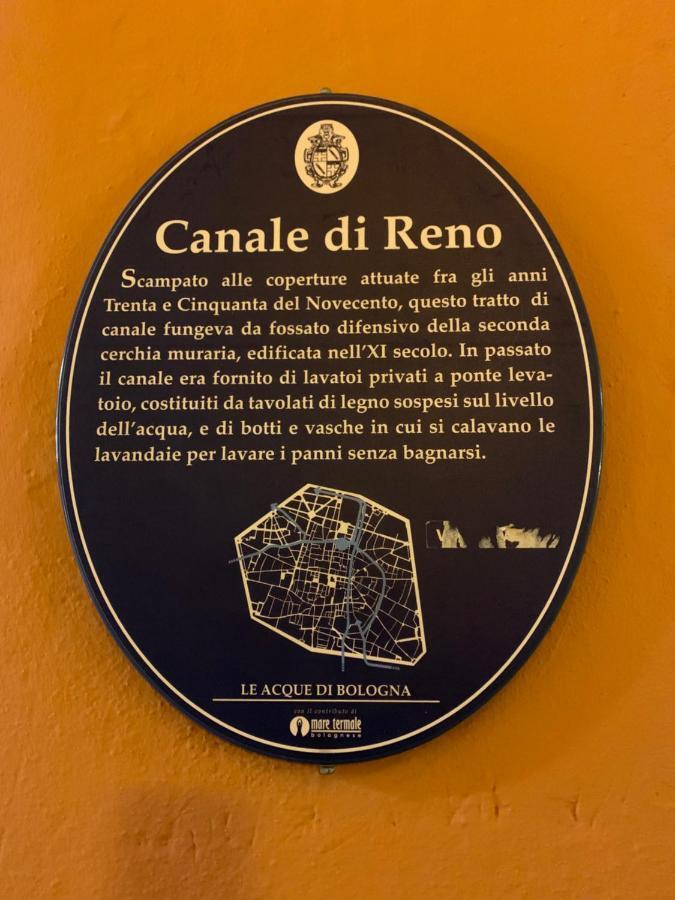 Canale di Reno
Scampato alle coperture attuate fra gli anni
Trenta e Cinquanta del Novecento, questo tratto di
canale fungeva da fossato difensivo della seconda
cerchia muraria, edificata nell'XI secolo. In passato
il canale era fornito di lavatoi privati a ponte leva-
toio, costituiti da tavolati di legno sospesi sul livello
dell'acqua, e di botti e vasche in cui si calavano le
lavandaie per lavare i panni senza bagnarsi.
LE ACQUE DI BOLOGNA
con il contributo di
mare termale
bolognese